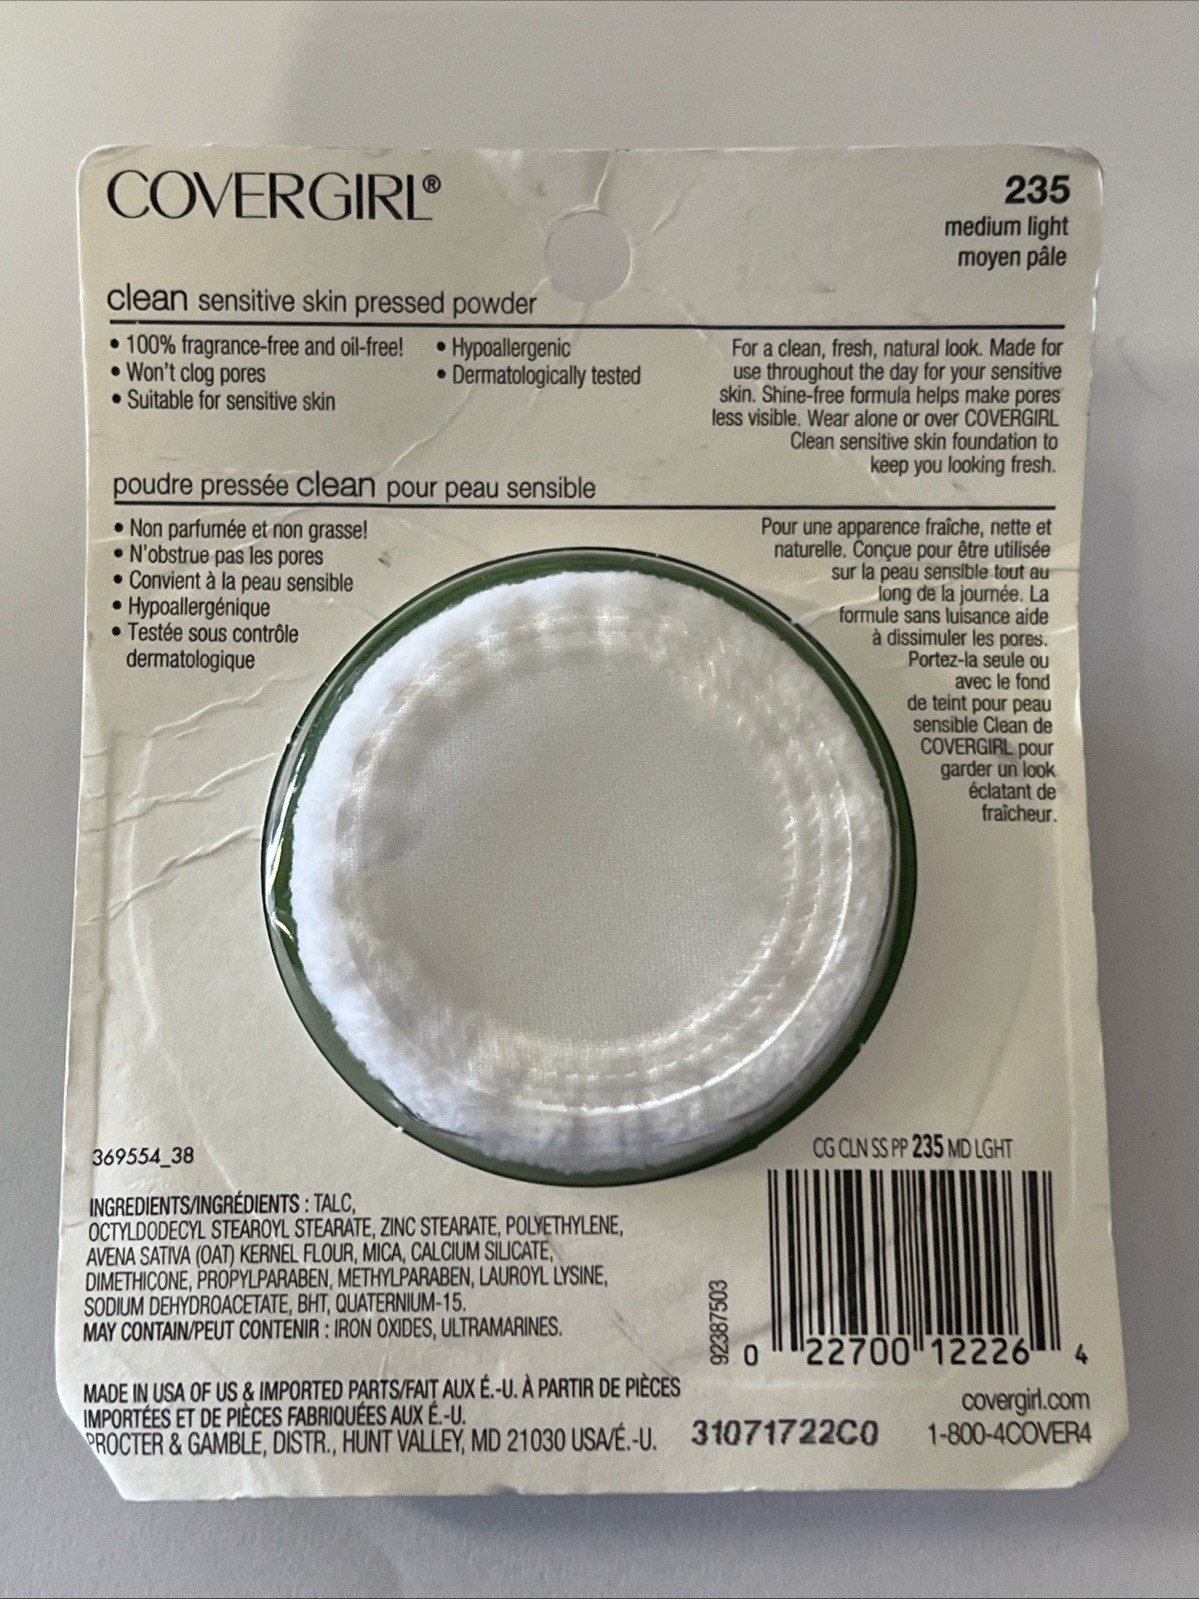 COVERGIRL®
235
medium light
moyen pâle
clean sensitive skin pressed powder
• 100% fragrance-free and oil-free!
• Won't clog pores
• Suitable for sensitive skin
• Hypoallergenic
• Dermatologically tested
For a clean, fresh, natural look. Made for
use throughout the day for your sensitive
skin. Shine-free formula helps make pores
less visible. Wear alone or over COVERGIRL
Clean sensitive skin foundation to
keep you looking fresh.
poudre pressée clean pour peau sensible
• Non parfumée et non grasse!
• N'obstrue pas les pores
• Convient à la peau sensible
• Hypoallergénique
• Testée sous contrôle
dermatologique
Pour une apparence fraîche, nette et
naturelle. Conçue pour être utilisée
sur la peau sensible tout au
long de la journée. La
formule sans luisance aide
à dissimuler les pores.
Portez-la seule ou
avec le fond
de teint pour peau
sensible Clean de
COVERGIRL pour
garder un look
éclatant de
fraîcheur.
369554_38
INGREDIENTS/INGRÉDIENTS : TALC,
OCTYLDODECYL STEAROYL STEARATE, ZINC STEARATE, POLYETHYLENE,
AVENA SATIVA (OAT) KERNEL FLOUR, MICA, CALCIUM SILICATE,
DIMETHICONE, PROPYLPARABEN, METHYLPARABEN, LAUROYL LYSINE,
SODIUM DEHYDROACETATE, BHT, QUATERNIUM-15.
MAY CONTAIN/PEUT CONTENIR : IRON OXIDES, ULTRAMARINES.
MADE IN USA OF US & IMPORTED PARTS/FAIT AUX É.-U. À PARTIR DE PIÈCES
IMPORTÉES ET DE PIÈCES FABRIQUÉES AUX É.-U.
PROCTER & GAMBLE, DISTR., HUNT VALLEY, MD 21030 USA/É.-U.
31071722C0
CG CLN SS PP 235 MD LGHT
92387503
0 22700 12226 4
covergirl.com
1-800-4COVER4